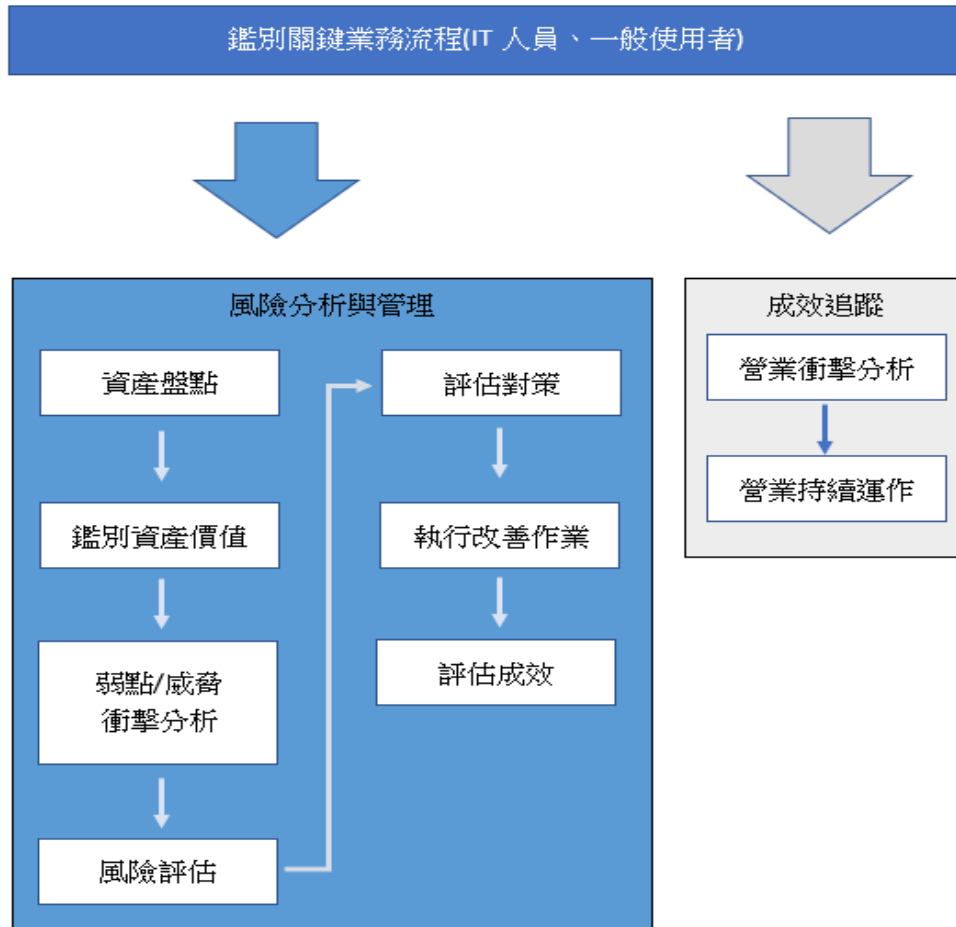 鑑別關鍵業務流程(IT 人員、一般使用者)
風險分析與管理
資產盤點
鑑別資產價值
弱點/威脅
衝擊分析
風險評估
評估對策
執行改善作業
評估成效
成效追蹤
營業衝擊分析
營業持續運作